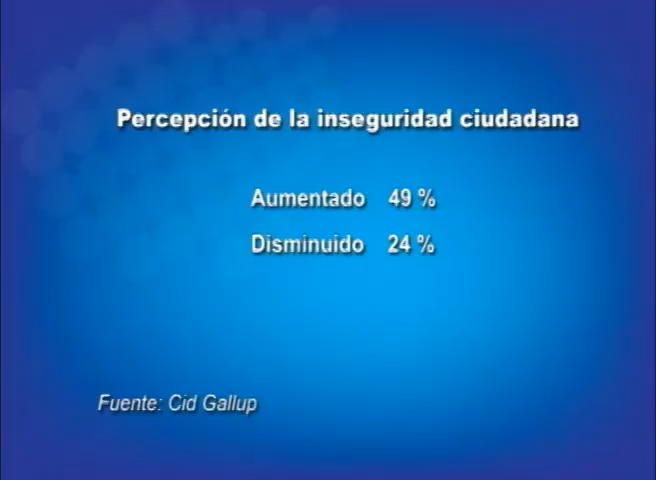 Percepción de la inseguridad ciudadana
Aumentado 49 %
Disminuido 24 %
Fuente: Cid Gallup